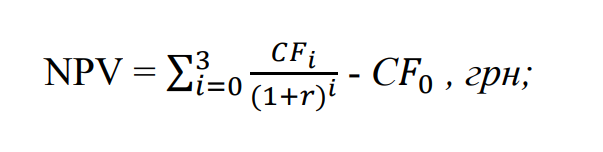 NPV = ∑³ᵢ₌₀ CFᵢ/(1+r)ⁱ - CF₀ , грн;